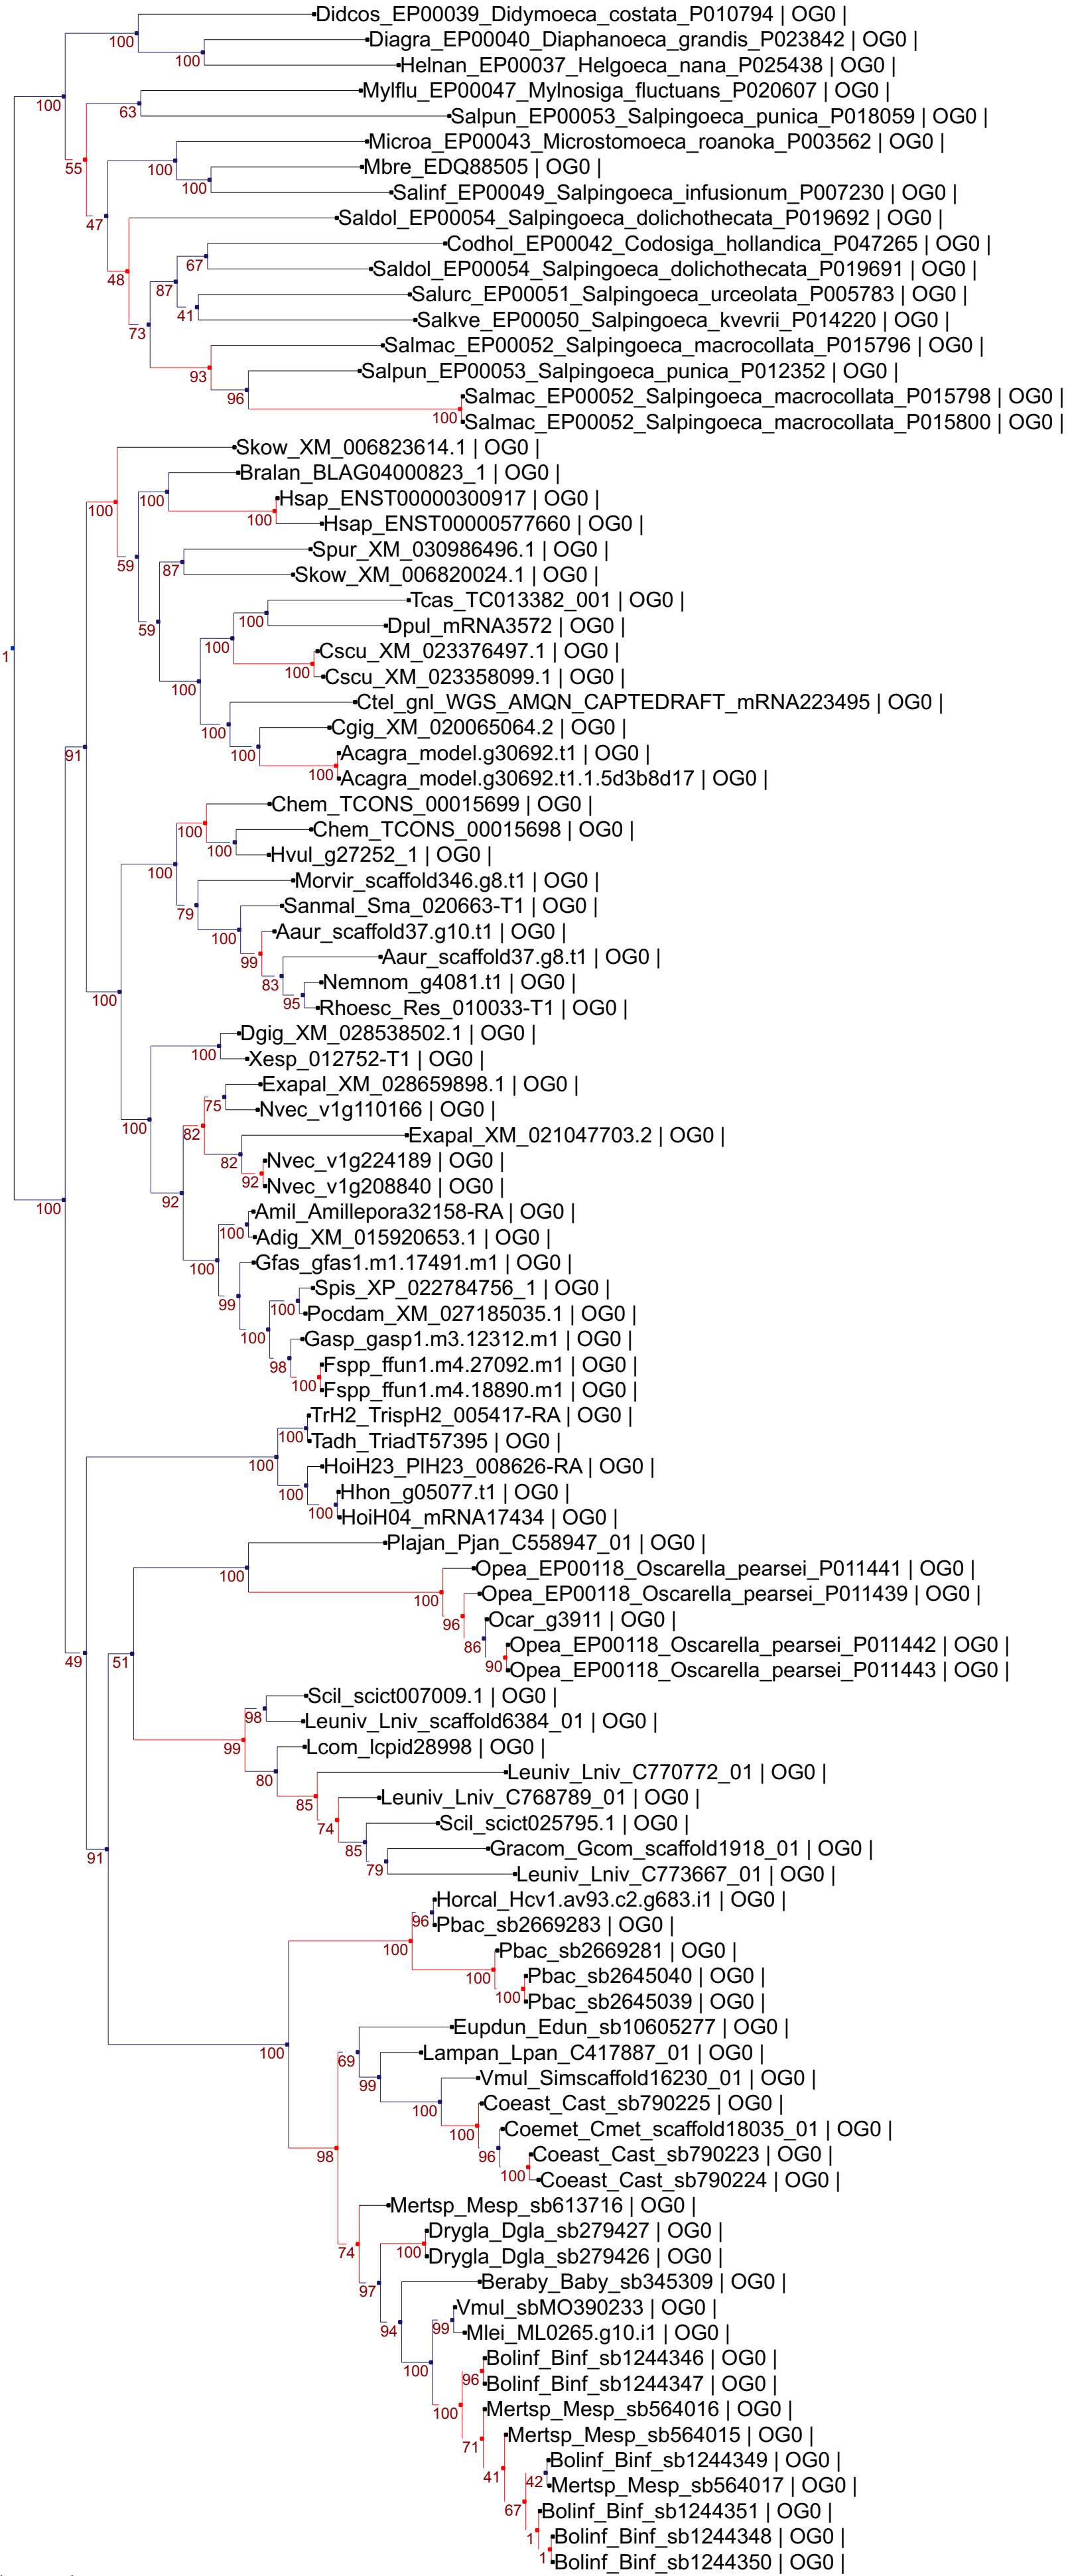 Didcos_EP00039_Didymoeca_costata_P010794 | OG0 |
100
Diagra_EP00040_Diaphanoeca_grandis_P023842 | OG0 |
100
Helnan_EP00037_Helgoeca_nana_P025438 | OG0 |
Mylflu_EP00047_Mylnosiga_fluctuans_P020607 | OG0 |
100
63
Salpun_EP00053_Salpingoeca_punica_P018059 | OG0 |
Microa_EP00043_Microstomoeca_roanoka_P003562 | OG0 |
55
100
Mbre_EDQ88505 | OG0 |
100
Salinf_EP00049_Salpingoeca_infusionum_P007230 | OG0 |
47
Saldol_EP00054_Salpingoeca_dolichothecata_P019692 | OG0 |
Codhol_EP00042_Codosiga_hollandica_P047265 | OG0 |
67
Saldol_EP00054_Salpingoeca_dolichothecata_P019691 | OG0 |
48
87
Salurc_EP00051_Salpingoeca_urceolata_P005783 | OG0 |
41
Salkve_EP00050_Salpingoeca_kvevrii_P014220 | OG0 |
73
Salmac_EP00052_Salpingoeca_macrocollata_P015796 | OG0 |
93
Salpun_EP00053_Salpingoeca_punica_P012352 | OG0 |
96
Salmac_EP00052_Salpingoeca_macrocollata_P015798 | OG0 |
100
Salmac_EP00052_Salpingoeca_macrocollata_P015800 | OG0 |
Skow_XM_006823614.1 | OG0 |
Bralan_BLAG04000823_1 | OG0 |
100
Hsap_ENST00000300917 | OG0 |
100
100
Hsap_ENST00000577660 | OG0 |
Spur_XM_030986496.1 | OG0 |
59
87
Skow_XM_006820024.1 | OG0 |
Tcas_TC013382_001 | OG0 |
100
Dpul_mRNA3572 | OG0 |
59
100
Cscu_XM_023376497.1 | OG0 |
1
100
Cscu_XM_023358099.1 | OG0 |
100
Ctel_gnl_WGS_AMQN_CAPTEDRAFT_mRNA223495 | OG0 |
100
Cgig_XM_020065064.2 | OG0 |
91
100
Acagra_model.g30692.t1 | OG0 |
100
Acagra_model.g30692.t1.1.5d3b8d17 | OG0 |
Chem_TCONS_00015699 | OG0 |
100
Chem_TCONS_00015698 | OG0 |
100
Hvul_g27252_1 | OG0 |
100
Morvir_scaffold346.g8.t1 | OG0 |
79
Sanmal_Sma_020663-T1 | OG0 |
100
Aaur_scaffold37.g10.t1 | OG0 |
99
Aaur_scaffold37.g8.t1 | OG0 |
83
Nemnom_g4081.t1 | OG0 |
100
95
Rhoesc_Res_010033-T1 | OG0 |
Dgig_XM_028538502.1 | OG0 |
100
Xesp_012752-T1 | OG0 |
Exapal_XM_028659898.1 | OG0 |
75
Nvec_v1g110166 | OG0 |
100
82
Exapal_XM_021047703.2 | OG0 |
82
Nvec_v1g224189 | OG0 |
92
Nvec_v1g208840 | OG0 |
100
92
Amil_Amillepora32158-RA | OG0 |
100
Adig_XM_015920653.1 | OG0 |
100
Gfas_gfas1.m1.17491.m1 | OG0 |
Spis_XP_022784756_1 | OG0 |
99
100
Pocdam_XM_027185035.1 | OG0 |
100
Gasp_gasp1.m3.12312.m1 | OG0 |
98
Fspp_ffun1.m4.27092.m1 | OG0 |
100
Fspp_ffun1.m4.18890.m1 | OG0 |
TrH2_TrispH2_005417-RA | OG0 |
100
Tadh_TriadT57395 | OG0 |
100
HoiH23_PlH23_008626-RA | OG0 |
100
Hhon_g05077.t1 | OG0 |
100
HoiH04_mRNA17434 | OG0 |
Plajan_Pjan_C558947_01 | OG0 |
100
Opea_EP00118_Oscarella_pearsei_P011441 | OG0 |
100
Opea_EP00118_Oscarella_pearsei_P011439 | OG0 |
96
Ocar_g3911 | OG0 |
86
Opea_EP00118_Oscarella_pearsei_P011442 | OG0 |
49
51
90
Opea_EP00118_Oscarella_pearsei_P011443 | OG0 |
Scil_scict007009.1 | OG0 |
98
Leuniv_Lniv_scaffold6384_01 | OG0 |
99
Lcom_lcpid28998 | OG0 |
80
Leuniv_Lniv_C770772_01 | OG0 |
85
Leuniv_Lniv_C768789_01 | OG0 |
74
Scil_scict025795.1 | OG0 |
85
Gracom_Gcom_scaffold1918_01 | OG0 |
91
79
Leuniv_Lniv_C773667_01 | OG0 |
Horcal_Hcv1.av93.c2.g683.i1 | OG0 |
96
Pbac_sb2669283 | OG0 |
100
Pbac_sb2669281 | OG0 |
100
Pbac_sb2645040 | OG0 |
100
Pbac_sb2645039 | OG0 |
Eupdun_Edun_sb10605277 | OG0 |
100
69
Lampan_Lpan_C417887_01 | OG0 |
99
Vmul_Simscaffold16230_01 | OG0 |
100
Coeast_Cast_sb790225 | OG0 |
100
Coemet_Cmet_scaffold18035_01 | OG0 |
98
96
Coeast_Cast_sb790223 | OG0 |
100
Coeast_Cast_sb790224 | OG0 |
Mertsp_Mesp_sb613716 | OG0 |
Drygla_Dgla_sb279427 | OG0 |
74
100
Drygla_Dgla_sb279426 | OG0 |
97
Beraby_Baby_sb345309 | OG0 |
Vmul_sbMO390233 | OG0 |
94
99
Mlei_ML0265.g10.i1 | OG0 |
100
Bolinf_Binf_sb1244346 | OG0 |
96
Bolinf_Binf_sb1244347 | OG0 |
100
Mertsp_Mesp_sb564016 | OG0 |
71
Mertsp_Mesp_sb564015 | OG0 |
41
Bolinf_Binf_sb1244349 | OG0 |
42
Mertsp_Mesp_sb564017 | OG0 |
67
Bolinf_Binf_sb1244351 | OG0 |
1
Bolinf_Binf_sb1244348 | OG0 |
1
Bolinf_Binf_sb1244350 | OG0 |